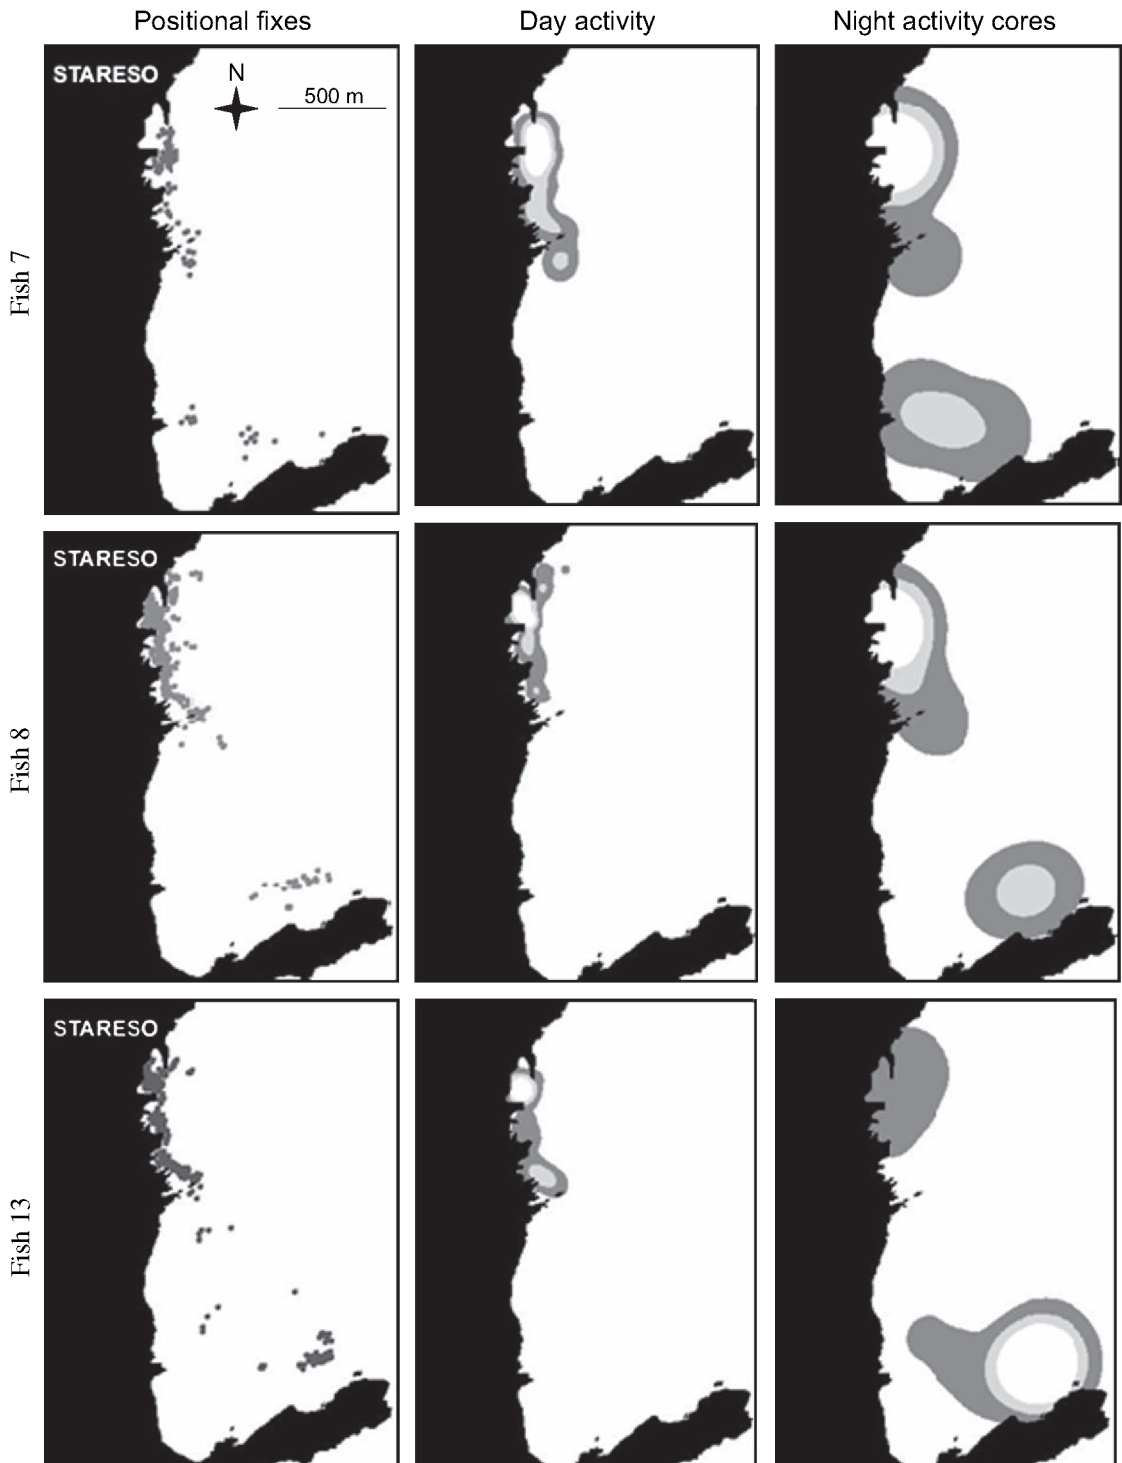 Positional fixes
Day activity
Night activity cores
STARESO
N
500 m
Fish 7
STARESO
Fish 8
STARESO
Fish 13